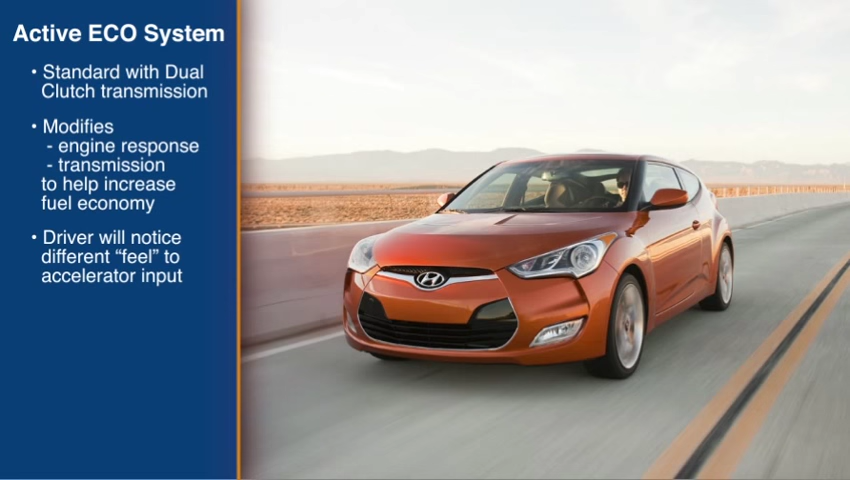 Active ECO System
• Standard with Dual
Clutch transmission
• Modifies
- engine response
- transmission
to help increase
fuel economy
• Driver will notice
different “feel” to
accelerator input